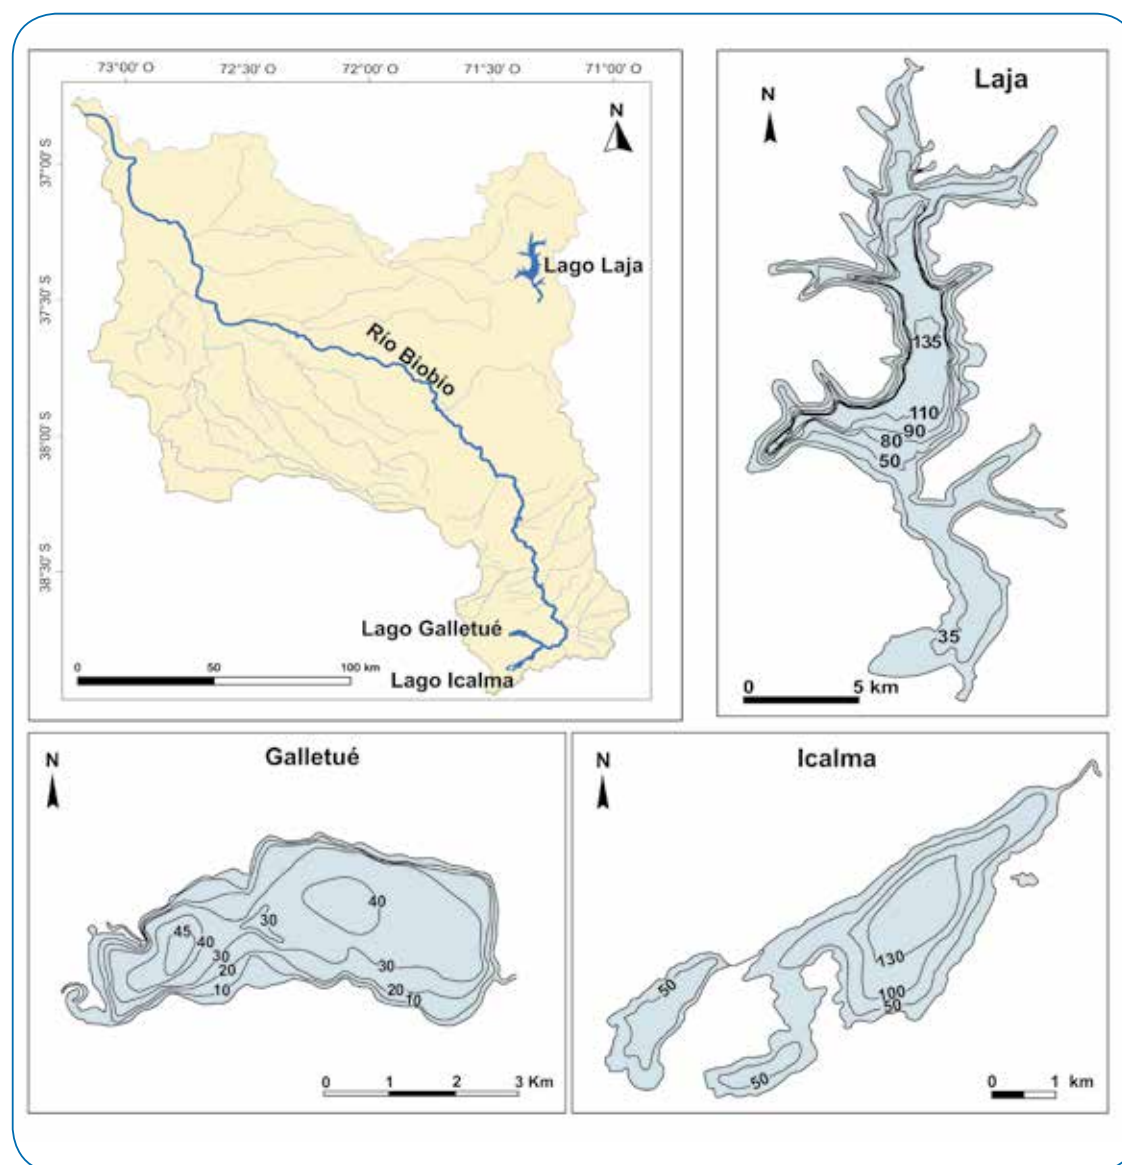 73°00' O 72°30' O 72°00' O 71°30' O 71°00' O
N
37°00' S
37°30' S
38°00' S
38°30' S
Lago Laja
Río Biobío
Lago Galletué
Lago Icalma
0 50 100 km
Laja
N
135
110
90
80
50
35
0 5 km
Galletué
N
40
30
45
40
30
20
10
30
20
10
0 1 2 3 Km
Icalma
N
130
100
50
50
50
0 1 km